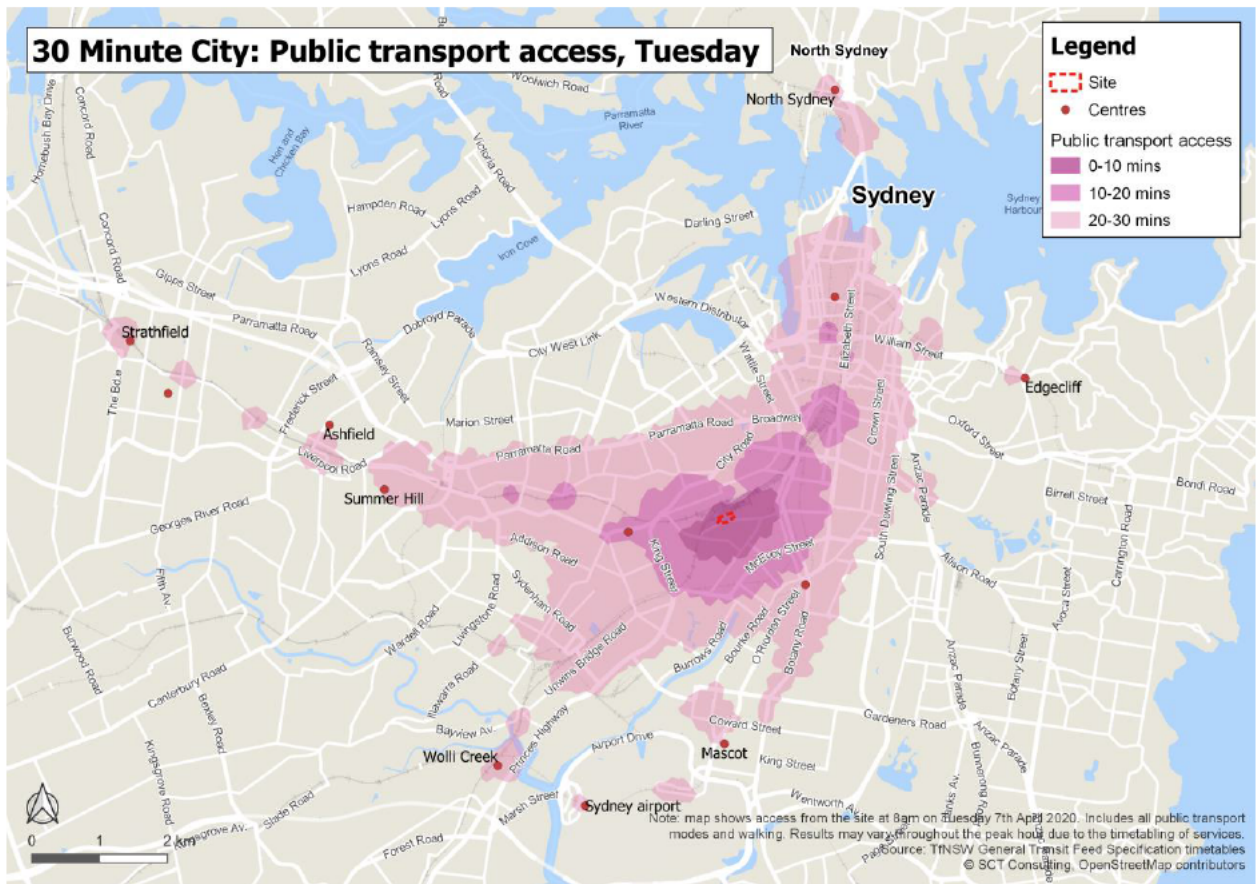 30 Minute City: Public transport access, Tuesday
Legend
Site
Centres
Public transport access
0-10 mins
10-20 mins
20-30 mins
North Sydney
North Sydney
Woolwich Road
Parramatta
River
Homebush Bay Drive
Concord Road
Hen and
Chicken Bay
Victoria Road
Sydney
Sydney
Harbour
Hampden Road
Lyons Road
Darling Street
Concord Road
Iron Cove
Lyons Road
Gipps Street
Western Distributor
Strathfield
Parramatta Road
Dobroyd Parade
City West Link
Elizabeth Street
William Street
Ramsay Street
Wattle Street
The Bd.e
Frederick Street
Edgecliff
Marion Street
Crown Street
Ashfield
Parramatta Road
Broadway
Oxford Street
Liverpool Road
Parramatta Road
City Road
Anzac Parade
Bondi Road
Summer Hill
Birrell Street
Georges River Road
South Dowling Street
Carrington Road
Addison Road
King Street
McEvoy Street
Alison Road
Fifth Av.
Sydenham Road
Livingstone Road
Avoca Street
Wardell Road
Bourke Road
O'Riordan Street
Botany Road
Burwood Road
Unwins Bridge Road
Burrows Road
Anzac Parade
Botany Street
Canterbury Road
Illawarra Road
Bexley Road
Princes Highway
Coward Street
Gardeners Road
Bayview Av.
Anzac Parade
Kingsgrove Road
Wolli Creek
Airport Drive
Mascot
King Street
Bunnerong Road
Marsh Street
Sydney airport
Wentworth Av.
Slade Road
Forest Road
0 1 2 km
Note: map shows access from the site at 8am on Tuesday 7th April 2020. Includes all public transport
modes and walking. Results may vary throughout the peak hour due to the timetabling of services.
Source: TfNSW General Transit Feed Specification timetables
© SCT Consulting, OpenStreetMap contributors